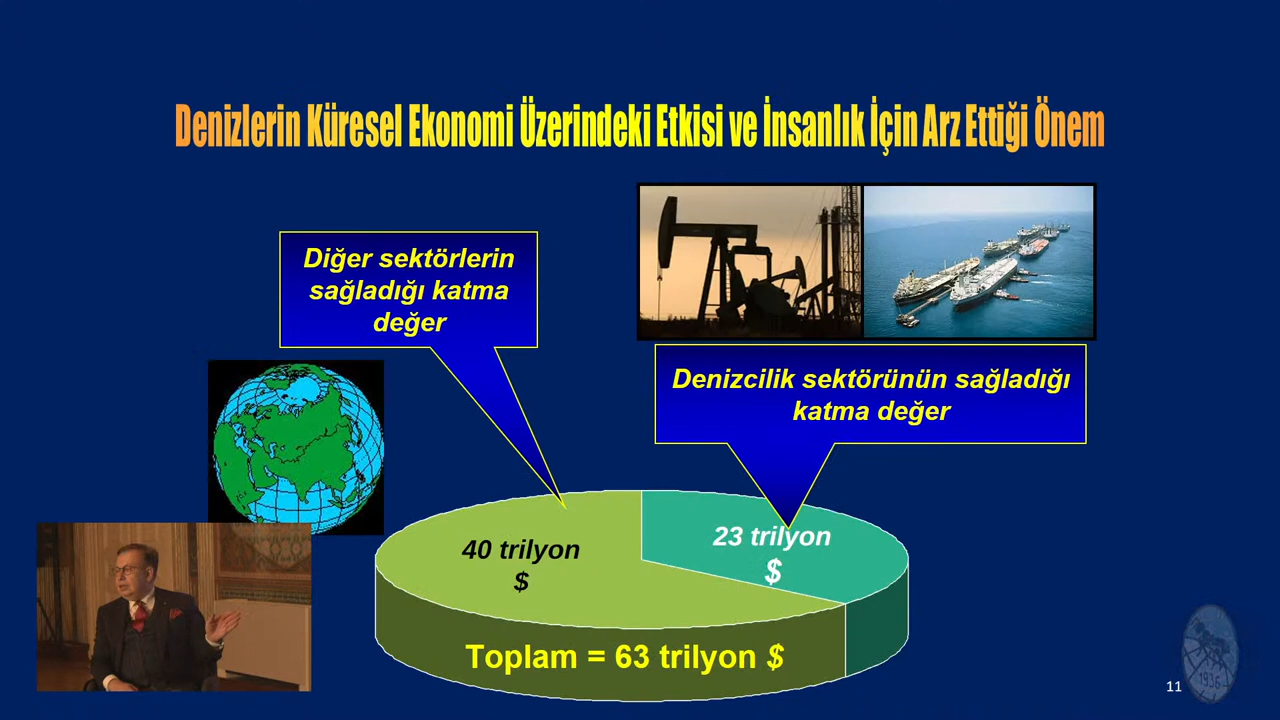 Denizlerin Küresel Ekonomi Üzerindeki Etkisi ve İnsanlık İçin Arz Ettiği Önem
Diğer sektörlerin
sağladığı katma
değer
Denizcilik sektörünün sağladığı
katma değer
40 trilyon
$
23 trilyon
$
Toplam = 63 trilyon $
11
1936